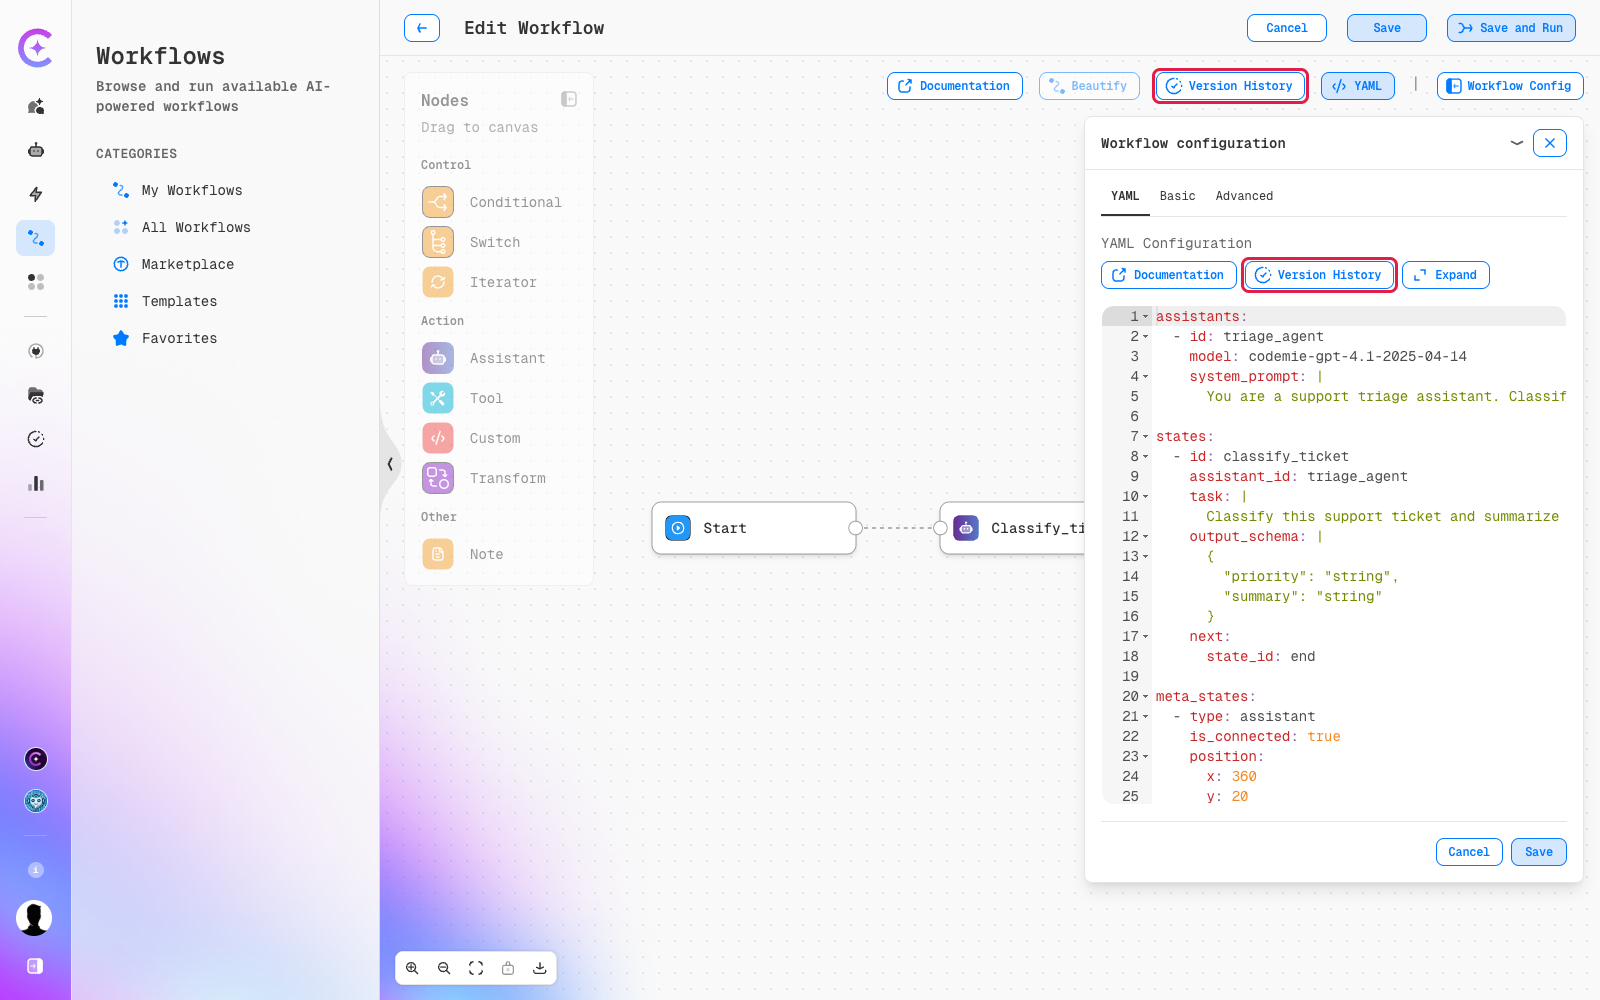 Edit Workflow
Cancel
Save
Save and Run
Workflows
Browse and run available AI-
powered workflows
CATEGORIES
My Workflows
All Workflows
Marketplace
Templates
Favorites
Documentation
Beautify
Version History
YAML
|
Workflow Config
Nodes
Drag to canvas
Control
Conditional
Switch
Iterator
Action
Assistant
Tool
Custom
Transform
Other
Note
Start
Classify_ti
Workflow configuration
YAML
Basic
Advanced
YAML Configuration
Documentation
Version History
Expand
1 assistants:
2 - id: triage_agent
3 model: codemie-gpt-4.1-2025-04-14
4 system_prompt: |
5 You are a support triage assistant. Classif
6
7 states:
8 - id: classify_ticket
9 assistant_id: triage_agent
10 task: |
11 Classify this support ticket and summarize
12 output_schema: |
13 {
14 "priority": "string",
15 "summary": "string"
16 }
17 next:
18 state_id: end
19
20 meta_states:
21 - type: assistant
22 is_connected: true
23 position:
24 x: 360
25 y: 20
Cancel
Save